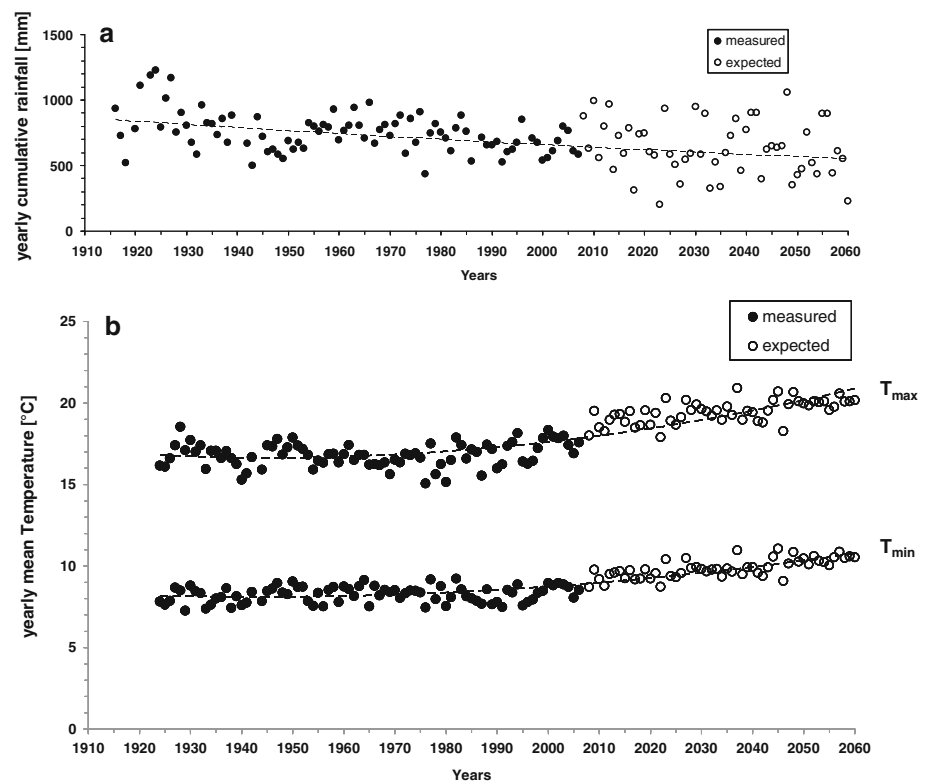 a
yearly cumulative rainfall [mm]
1500
1000
500
0
measured
expected
1910 1920 1930 1940 1950 1960 1970 1980 1990 2000 2010 2020 2030 2040 2050 2060
Years
b
yearly mean Temperature [°C]
25
20
15
10
5
0
measured
expected
Tmax
Tmin
1910 1920 1930 1940 1950 1960 1970 1980 1990 2000 2010 2020 2030 2040 2050 2060
Years